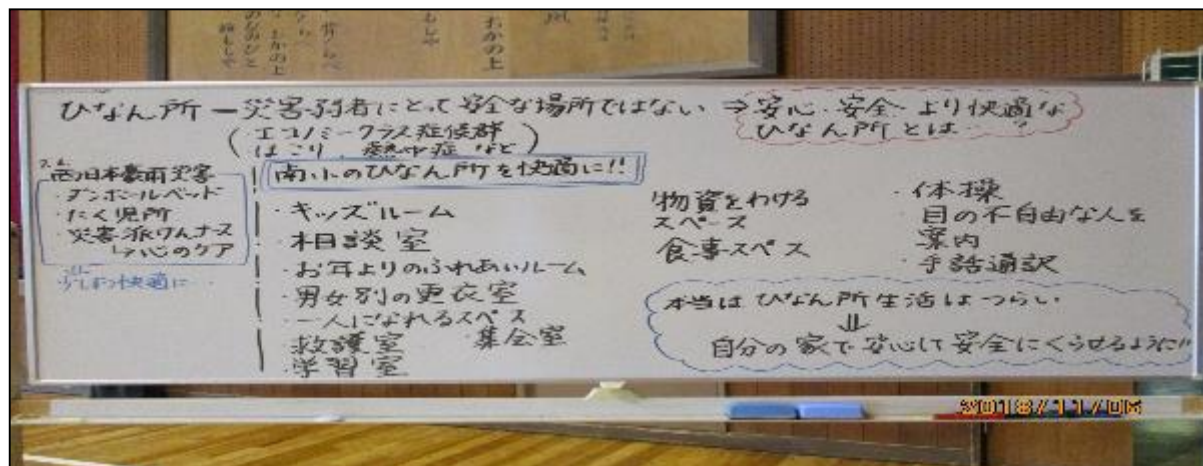 おかの上
ひなん所 － 災害弱者にとって安全な場所ではない ⇒ 安心・安全 より快適な
ひなん所とは…
(エコノミークラス症候群
ほこり、熱中症 など)
西日本豪雨災害
・ダンボールベッド
・たく児所
・災害派けんナース
↳心のケア
少しずつ快適に…
南小のひなん所を快適に!!
・キッズルーム
・相談室
・お年よりのふれあいルーム
・男女別の更衣室
・一人になれるスペス
救護室 ・集会室
学習室
物資をわける
スペース
食事スペス
・体操
・目の不自由な人を
案内
・手話通訳
本当は ひなん所生活はつらい
⇓
自分の家で 安心して 安全にくらせるように!!
2018/11/06